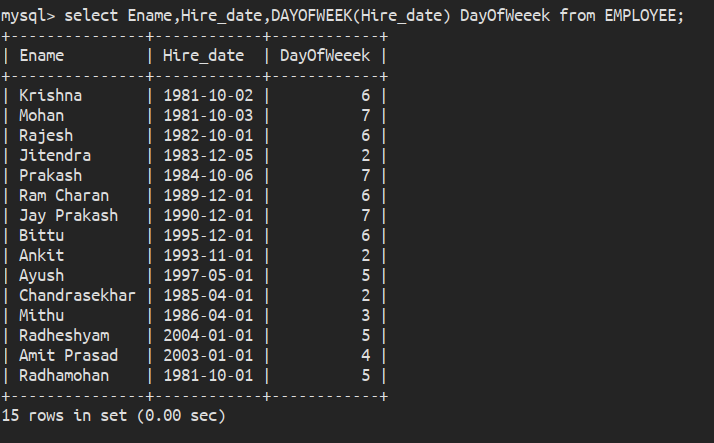 mysql> select Ename,Hire_date,DAYOFWEEK(Hire_date) DayOfWeeek from EMPLOYEE;
+---------------+------------+------------+
| Ename         | Hire_date  | DayOfWeeek |
+---------------+------------+------------+
| Krishna       | 1981-10-02 |          6 |
| Mohan         | 1981-10-03 |          7 |
| Rajesh        | 1982-10-01 |          6 |
| Jitendra      | 1983-12-05 |          2 |
| Prakash       | 1984-10-06 |          7 |
| Ram Charan    | 1989-12-01 |          6 |
| Jay Prakash   | 1990-12-01 |          7 |
| Bittu         | 1995-12-01 |          6 |
| Ankit         | 1993-11-01 |          2 |
| Ayush         | 1997-05-01 |          5 |
| Chandrasekhar | 1985-04-01 |          2 |
| Mithu         | 1986-04-01 |          3 |
| Radheshyam    | 2004-01-01 |          5 |
| Amit Prasad   | 2003-01-01 |          4 |
| Radhamohan    | 1981-10-01 |          5 |
+---------------+------------+------------+
15 rows in set (0.00 sec)